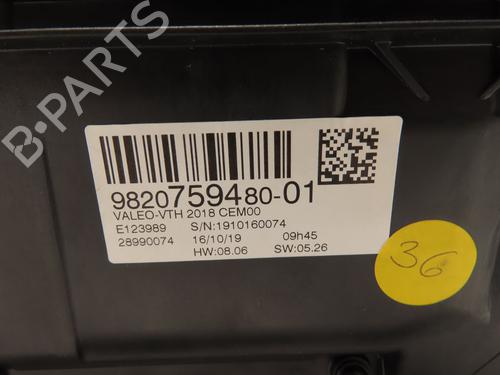 B-PARTS
9820759480-01
VALEO-VTH 2018 CEM00
E123989 S/N:1910160074
28990074 16/10/19 09h45
HW:08.06 SW:05.26
36